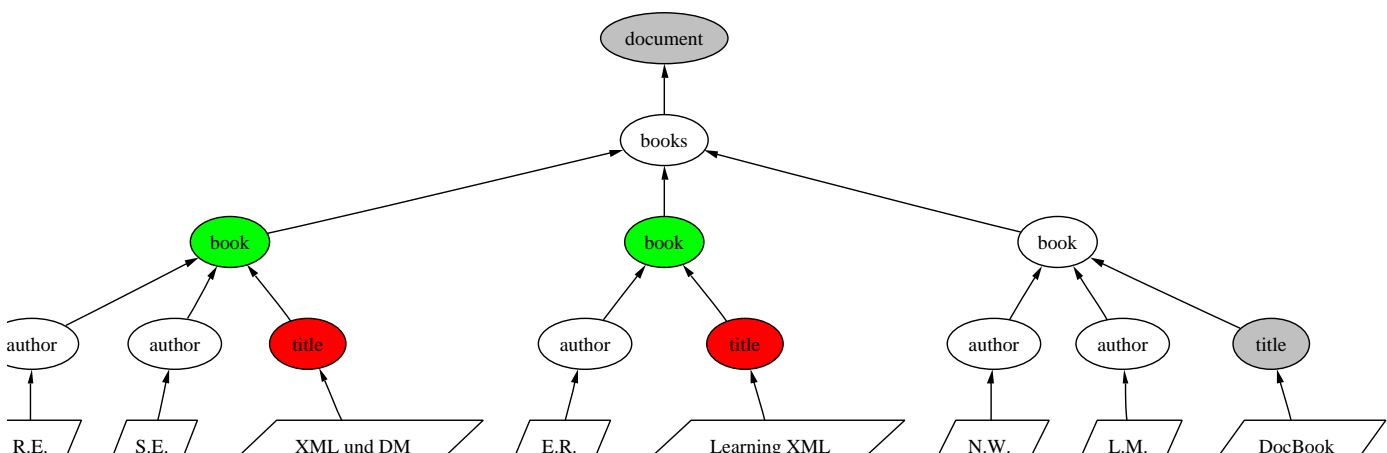 document
books
book book book
author author title author title author author title
R.E. S.E. XML und DM E.R. Learning XML N.W. L.M. DocBook